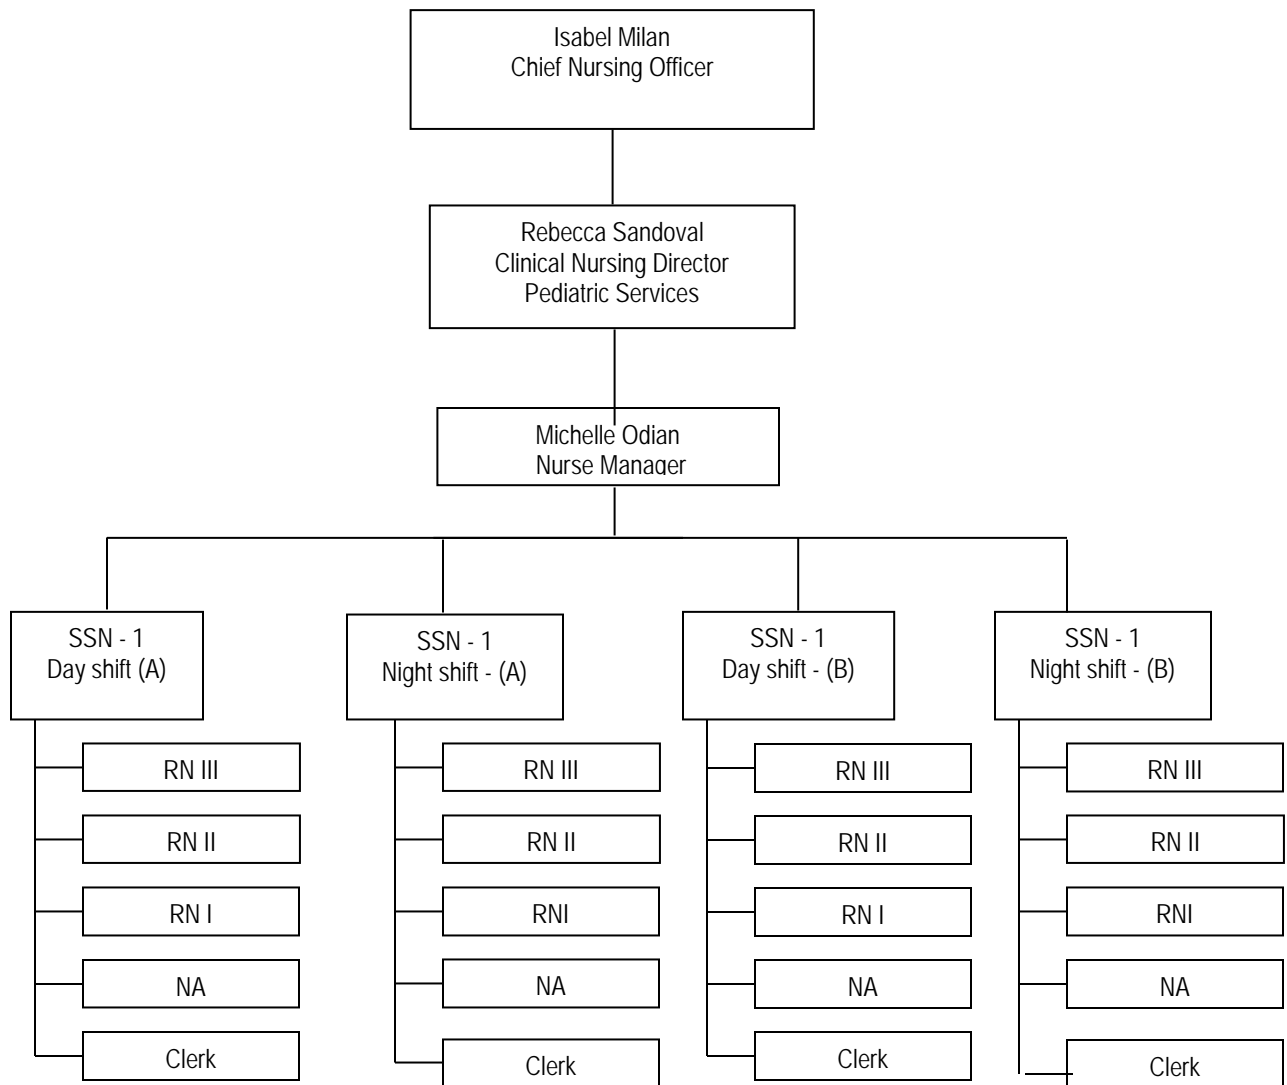 Isabel Milan
Chief Nursing Officer
Rebecca Sandoval
Clinical Nursing Director
Pediatric Services
Michelle Odian
Nurse Manager
SSN - 1
Day shift (A)
RN III
RN II
RN I
NA
Clerk
SSN - 1
Night shift - (A)
RN III
RN II
RNI
NA
Clerk
SSN - 1
Day shift - (B)
RN III
RN II
RN I
NA
Clerk
SSN - 1
Night shift - (B)
RN III
RN II
RNI
NA
Clerk